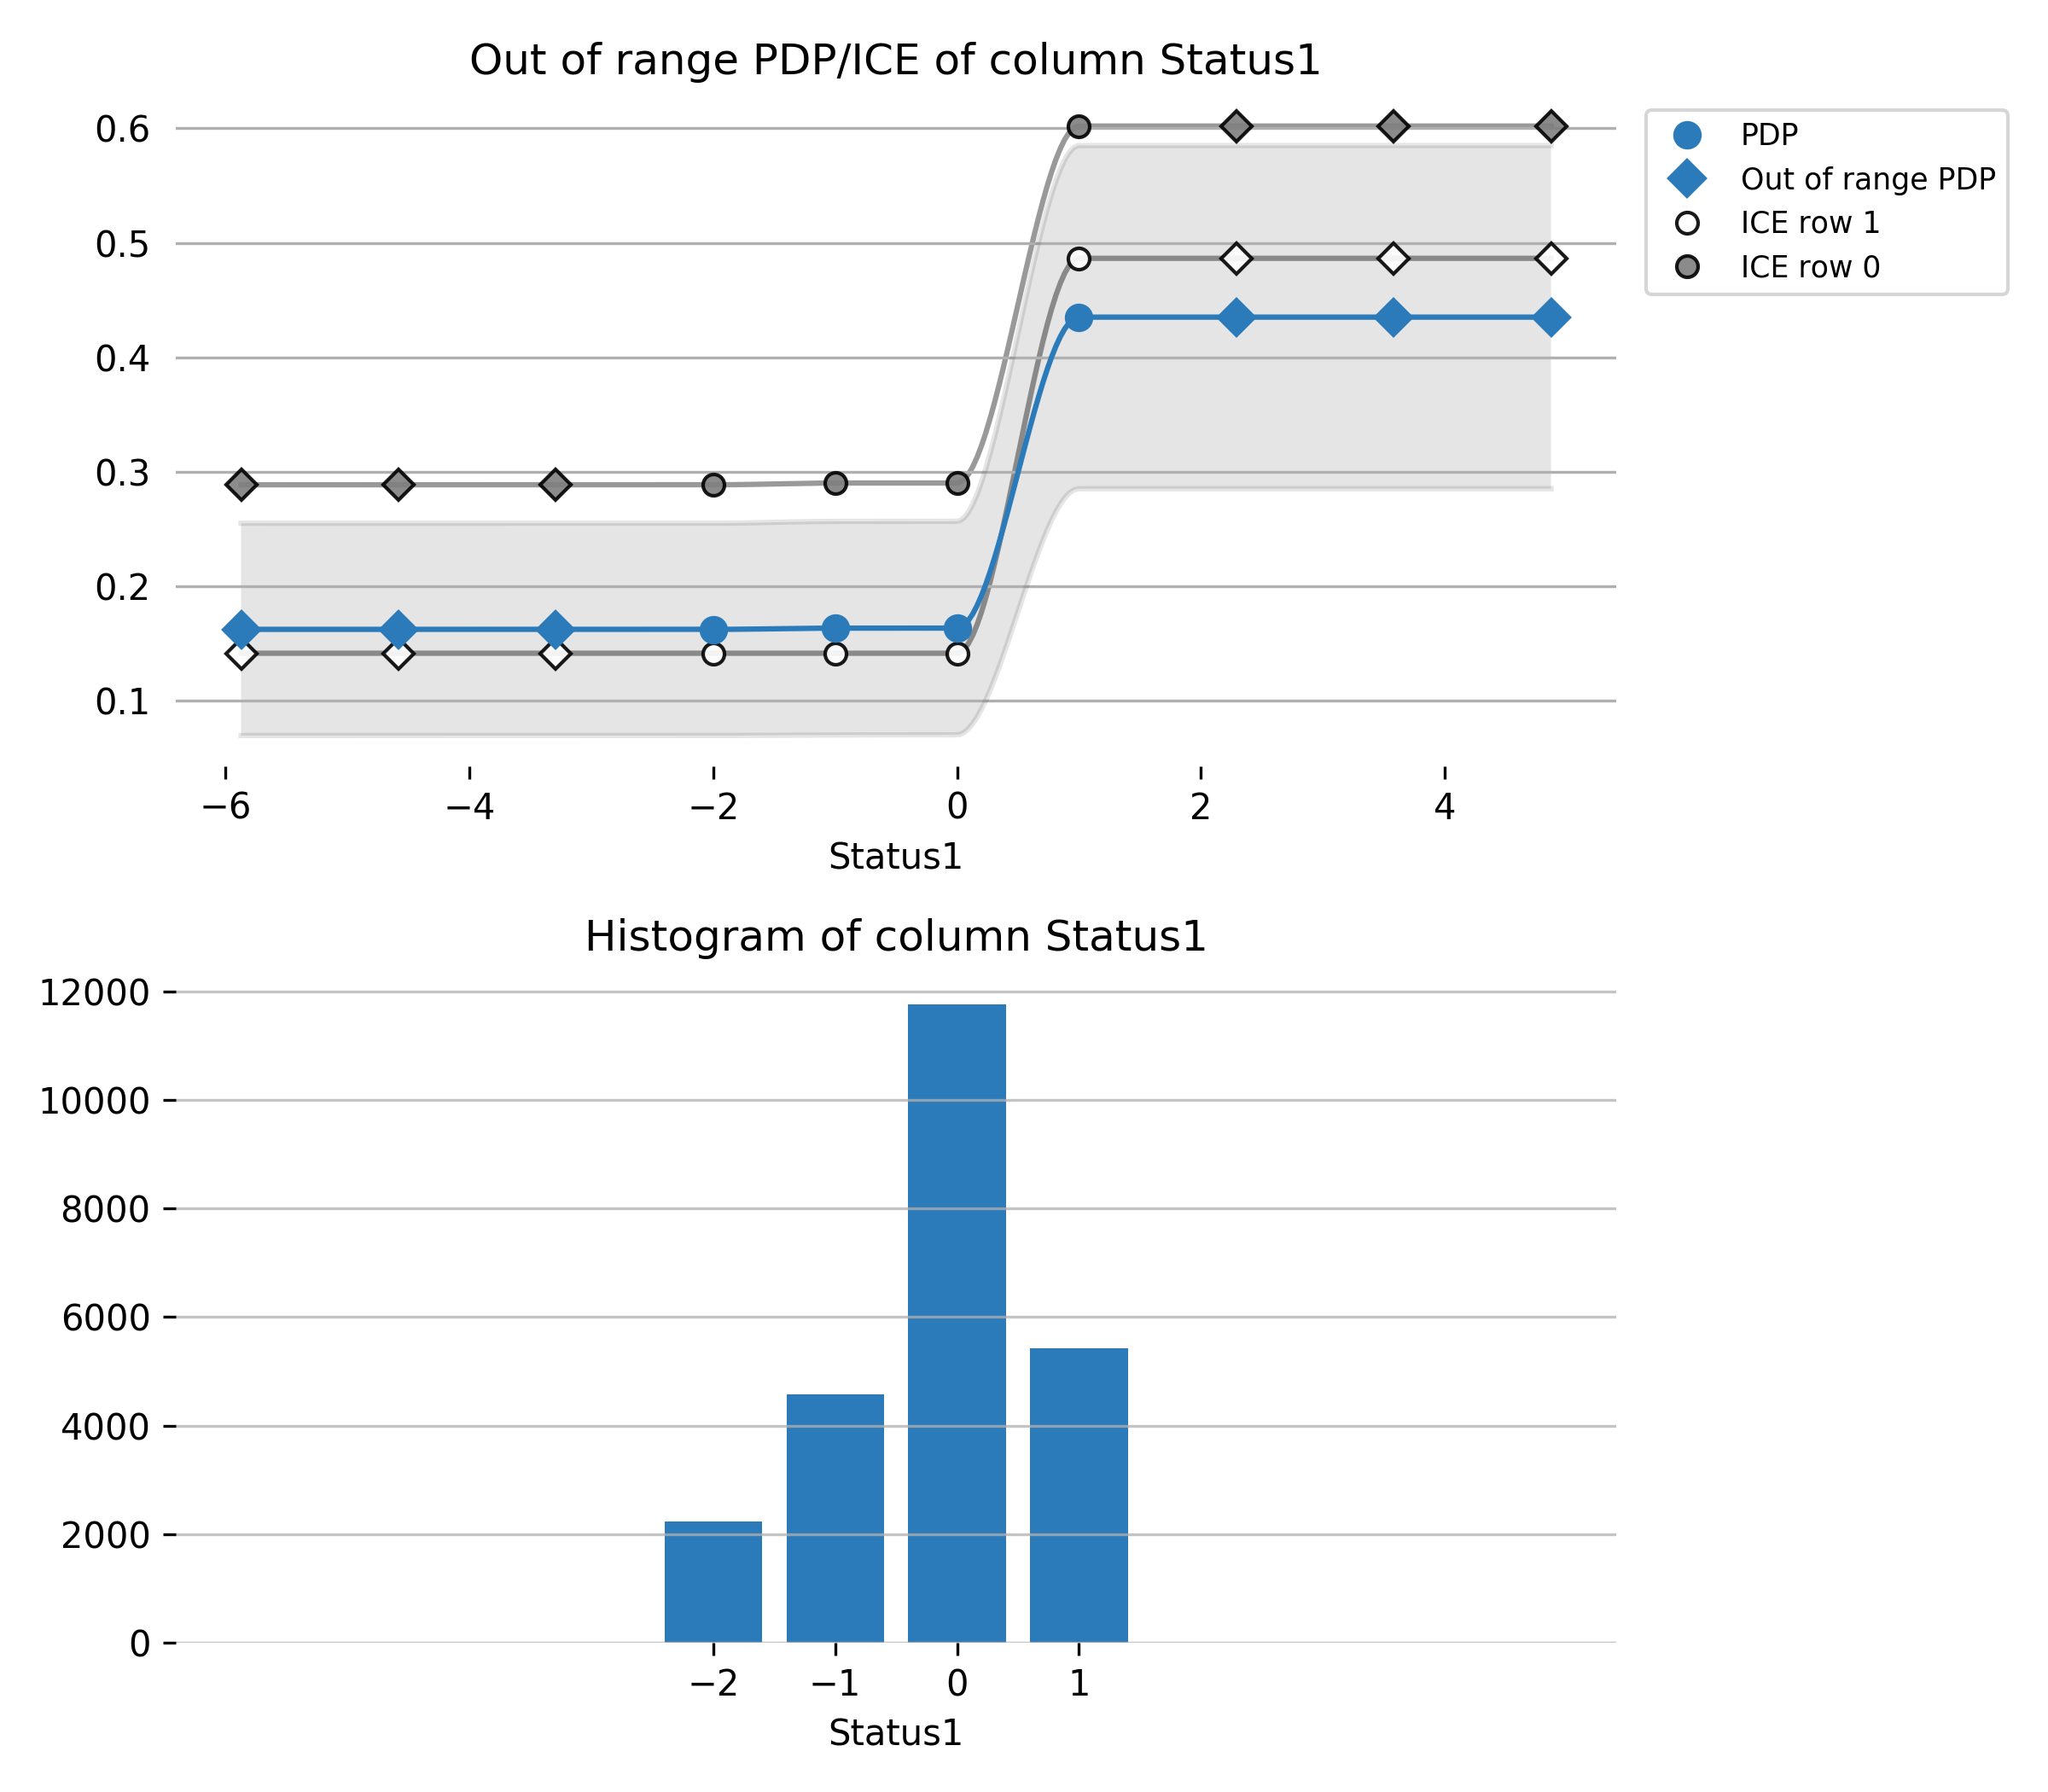 Out of range PDP/ICE of column Status1
0.6
0.5
0.4
0.3
0.2
0.1
−6 −4 −2 0 2 4
Status1
PDP
Out of range PDP
ICE row 1
ICE row 0
Histogram of column Status1
12000
10000
8000
6000
4000
2000
0
−2 −1 0 1
Status1